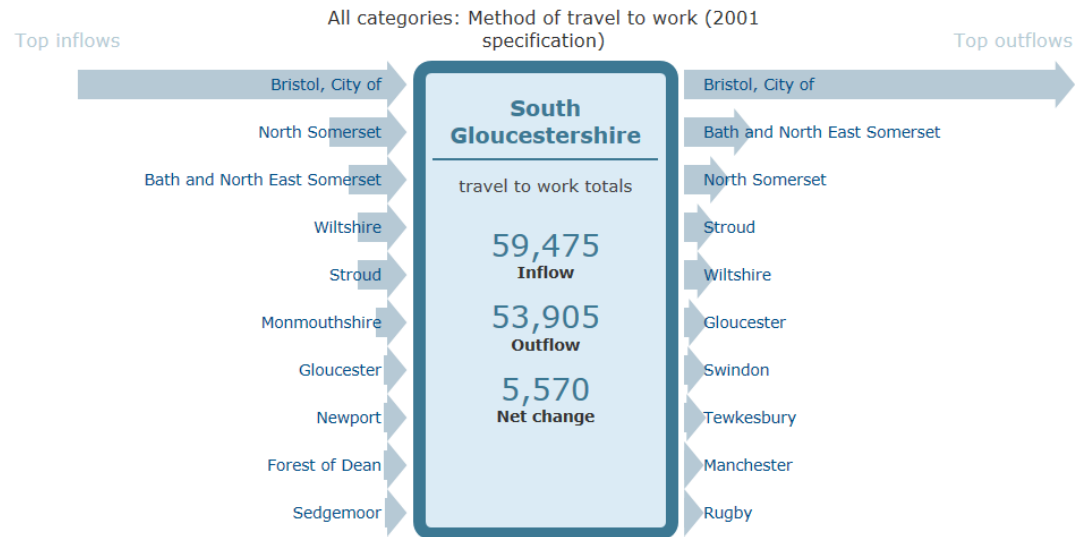 All categories: Method of travel to work (2001
specification)
Top inflows
Top outflows
Bristol, City of
North Somerset
Bath and North East Somerset
Wiltshire
Stroud
Monmouthshire
Gloucester
Newport
Forest of Dean
Sedgemoor
South
Gloucestershire
travel to work totals
59,475
Inflow
53,905
Outflow
5,570
Net change
Bristol, City of
Bath and North East Somerset
North Somerset
Stroud
Wiltshire
Gloucester
Swindon
Tewkesbury
Manchester
Rugby